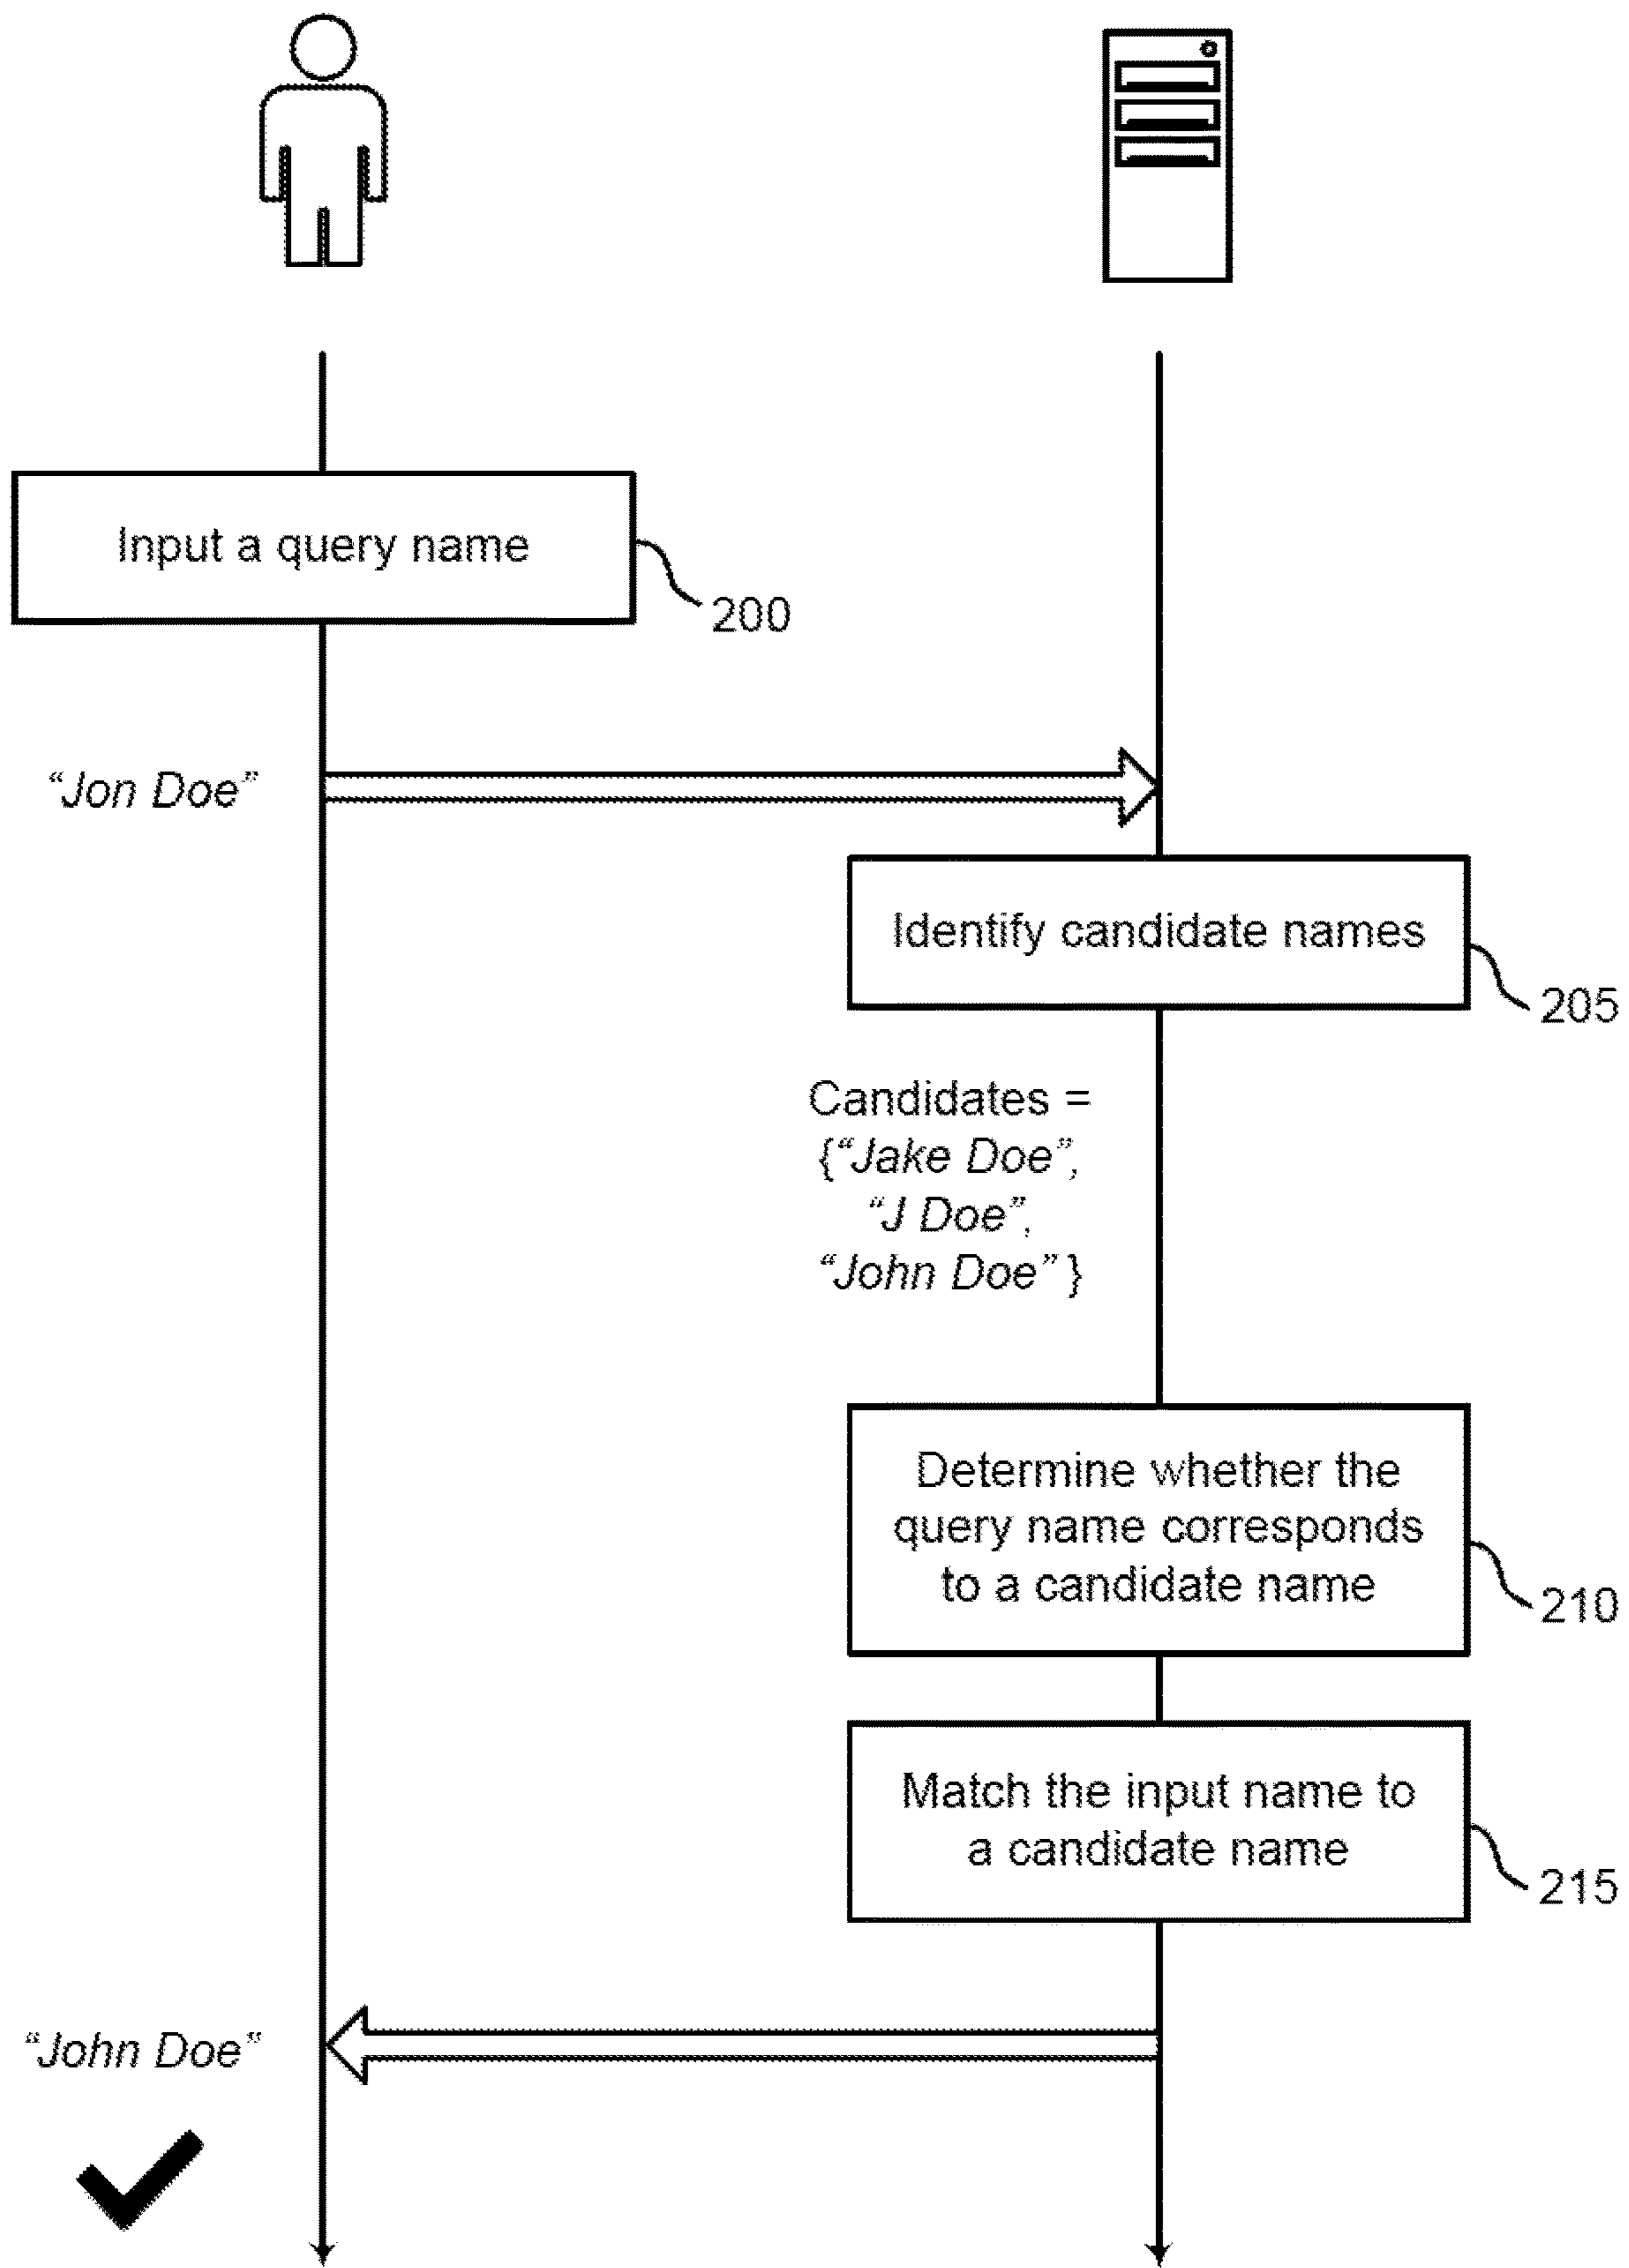 Input a query name
200
“Jon Doe”
Identify candidate names
205
Candidates =
{“Jake Doe”,
“J Doe”,
“John Doe” }
Determine whether the
query name corresponds
to a candidate name
210
Match the input name to
a candidate name
215
“John Doe”